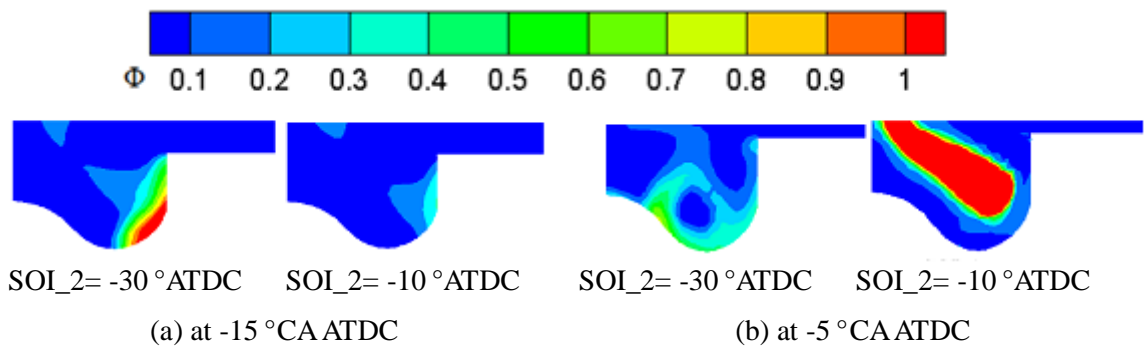 Φ 0.1 0.2 0.3 0.4 0.5 0.6 0.7 0.8 0.9 1
SOI_2= -30 °ATDC SOI_2= -10 °ATDC SOI_2= -30 °ATDC SOI_2= -10 °ATDC
(a) at -15 °CA ATDC (b) at -5 °CA ATDC